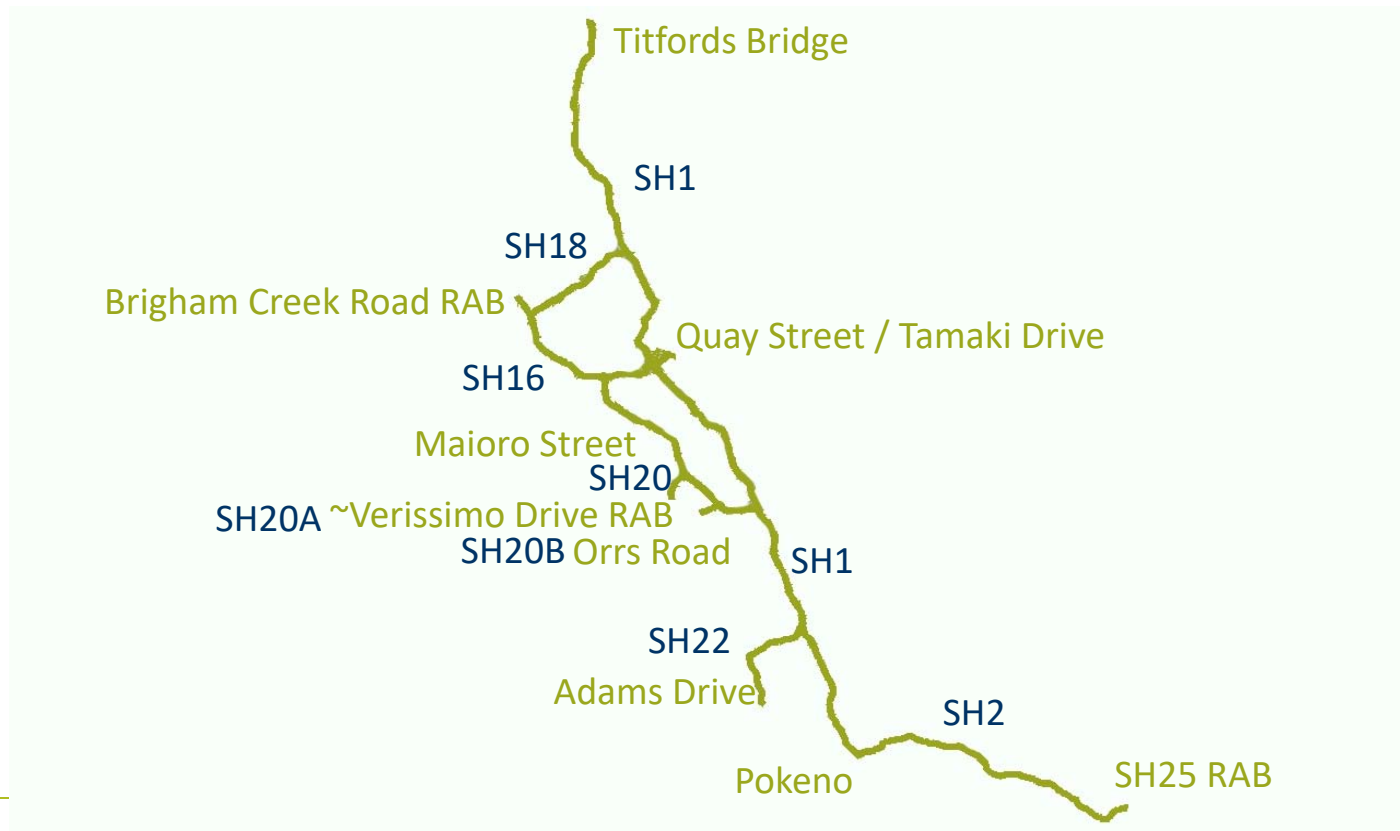 Titfords Bridge
SH1
SH18
Brigham Creek Road RAB
Quay Street / Tamaki Drive
SH16
Maioro Street
SH20
SH20A ~Verissimo Drive RAB
SH20B Orrs Road
SH1
SH22
Adams Drive
SH2
Pokeno
SH25 RAB